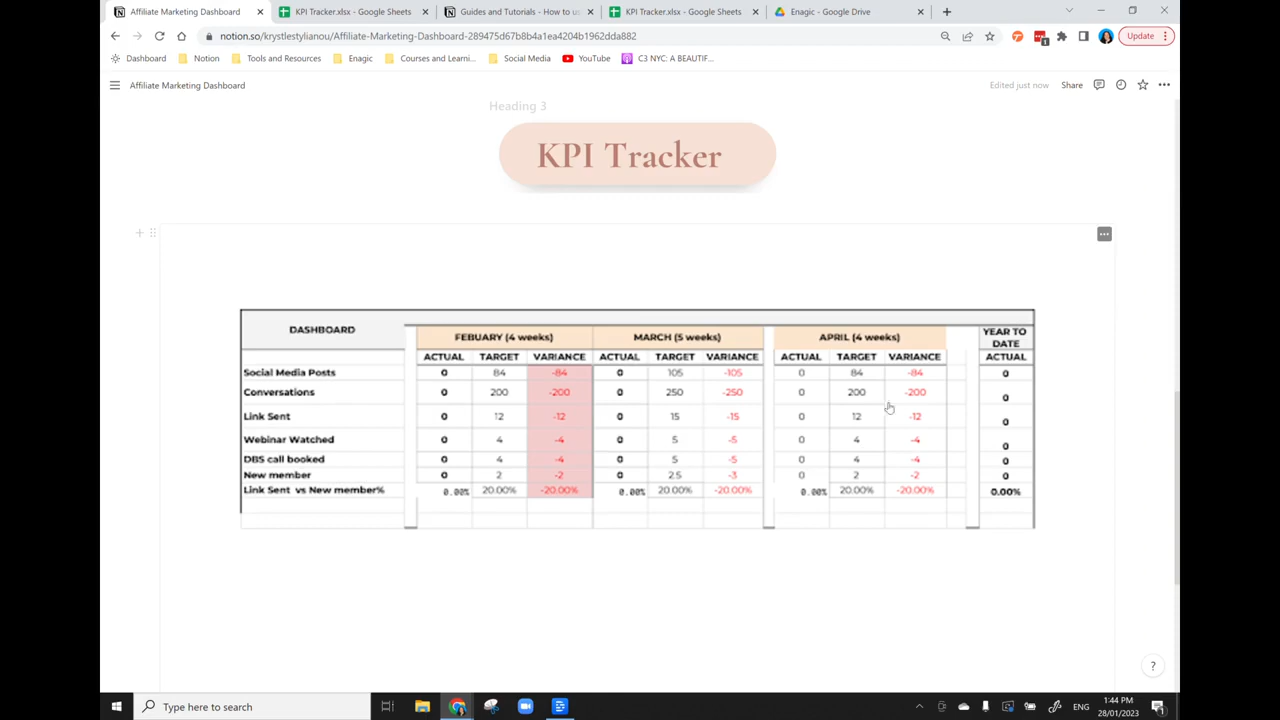 Affiliate Marketing Dashboard
KPI Tracker.xlsx - Google Sheets
Guides and Tutorials - How to us
KPI Tracker.xlsx - Google Sheets
Enagic - Google Drive
notion.so/krystlestylianou/Affiliate-Marketing-Dashboard-289475d67b8b4a1ea4204b1962dda882
Update
Dashboard Notion Tools and Resources Enagic Courses and Learni... Social Media YouTube C3 NYC: A BEAUTIF...
Affiliate Marketing Dashboard
Edited just now Share
Heading 3
KPI Tracker
DASHBOARD FEBUARY (4 weeks) MARCH (5 weeks) APRIL (4 weeks) YEAR TO DATE
ACTUAL TARGET VARIANCE ACTUAL TARGET VARIANCE ACTUAL TARGET VARIANCE ACTUAL
Social Media Posts 0 84 -84 0 105 -105 0 84 -84 0
Conversations 0 200 -200 0 250 -250 0 200 -200 0
Link Sent 0 12 -12 0 15 -15 0 12 -12 0
Webinar Watched 0 4 -4 0 5 -5 0 4 -4 0
DBS call booked 0 4 -4 0 5 -5 0 4 -4 0
New member 0 2 -2 0 2.5 -3 0 2 -2 0
Link Sent vs New member% 0.00% 20.00% -20.00% 0.00% 20.00% -20.00% 0.00% 20.00% -20.00% 0.00%
?
Type here to search
ENG
1:44 PM
28/01/2023